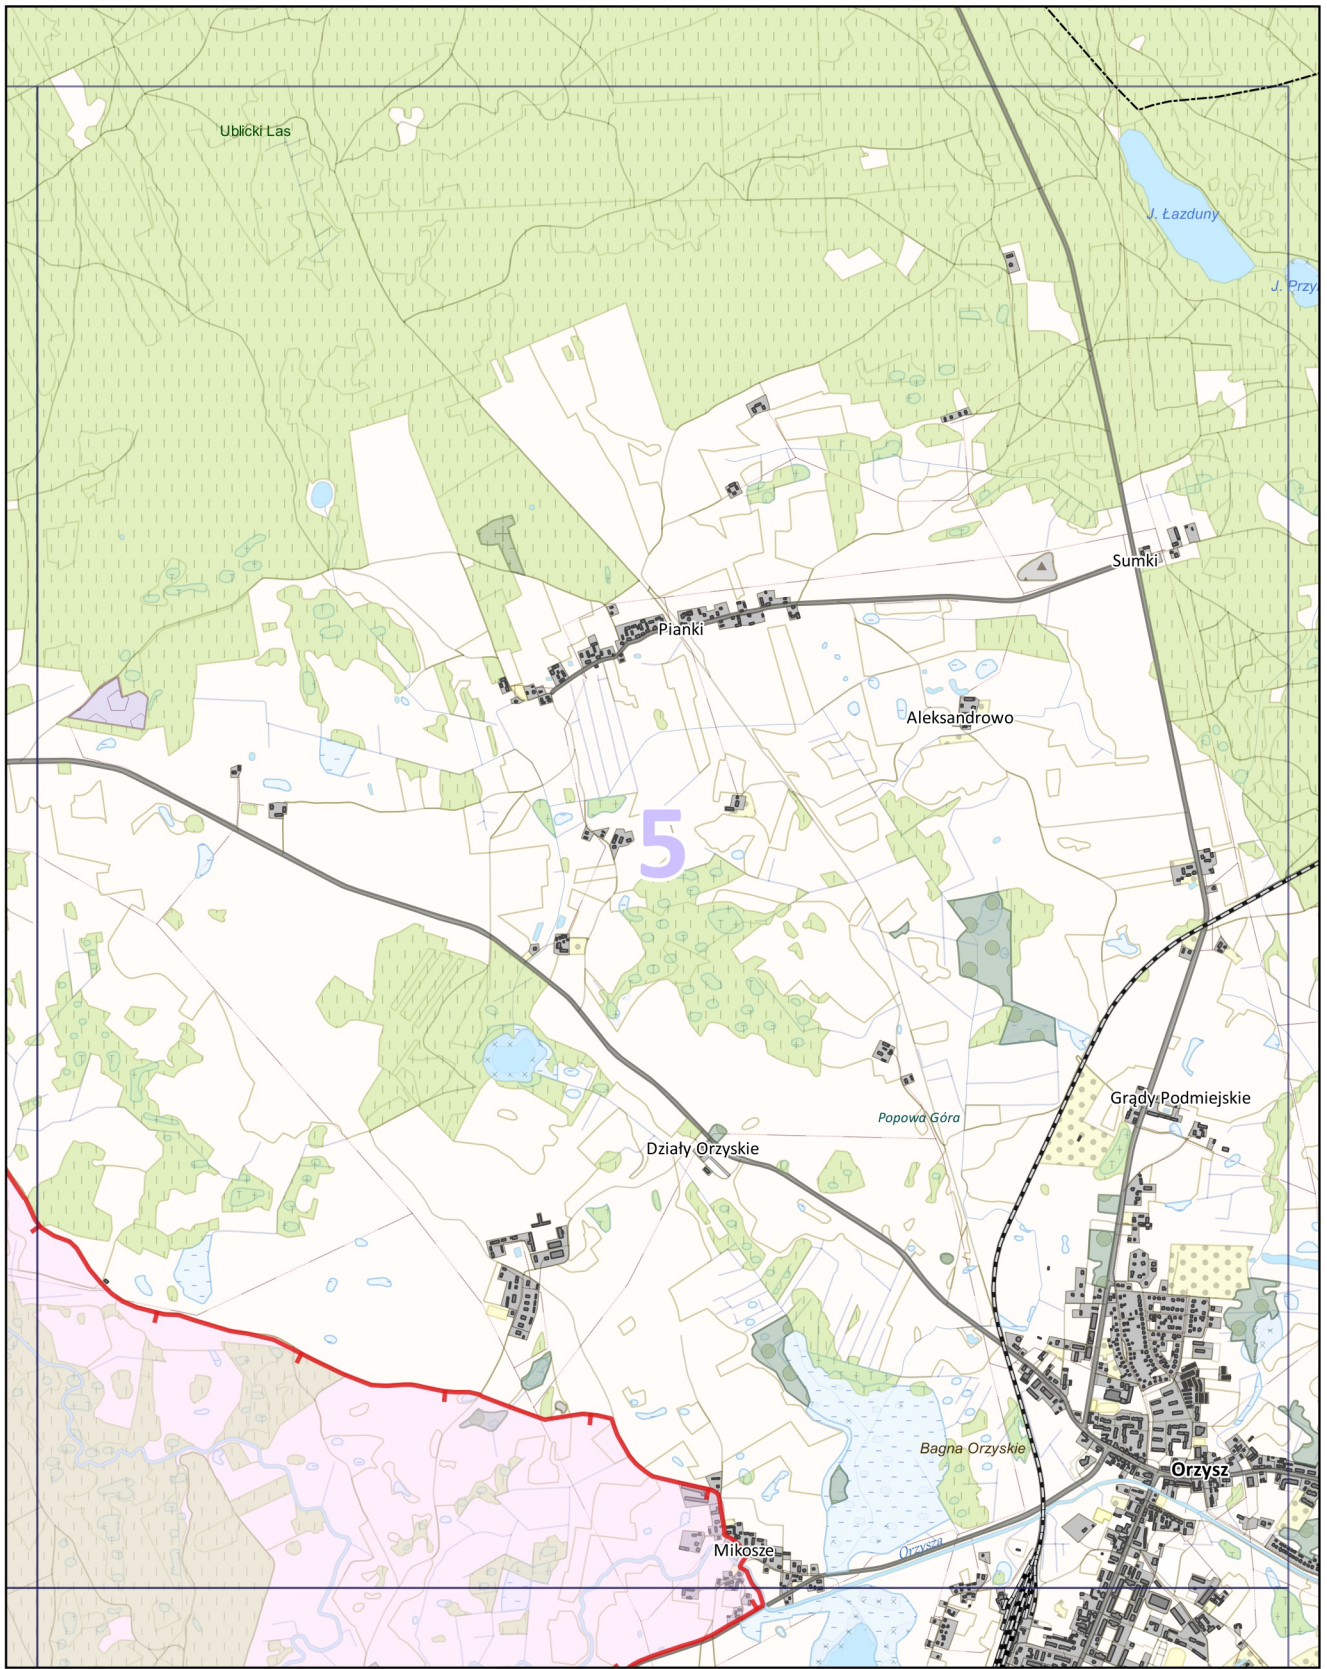 Ublicki Las
J. Łazduny
J. Przy
Sumki
Pianki
Aleksandrowo
5
Grądy Podmiejskie
Popowa Góra
Działy Orzyskie
Bagna Orzyskie
Orzysz
Orzysza
Mikosze